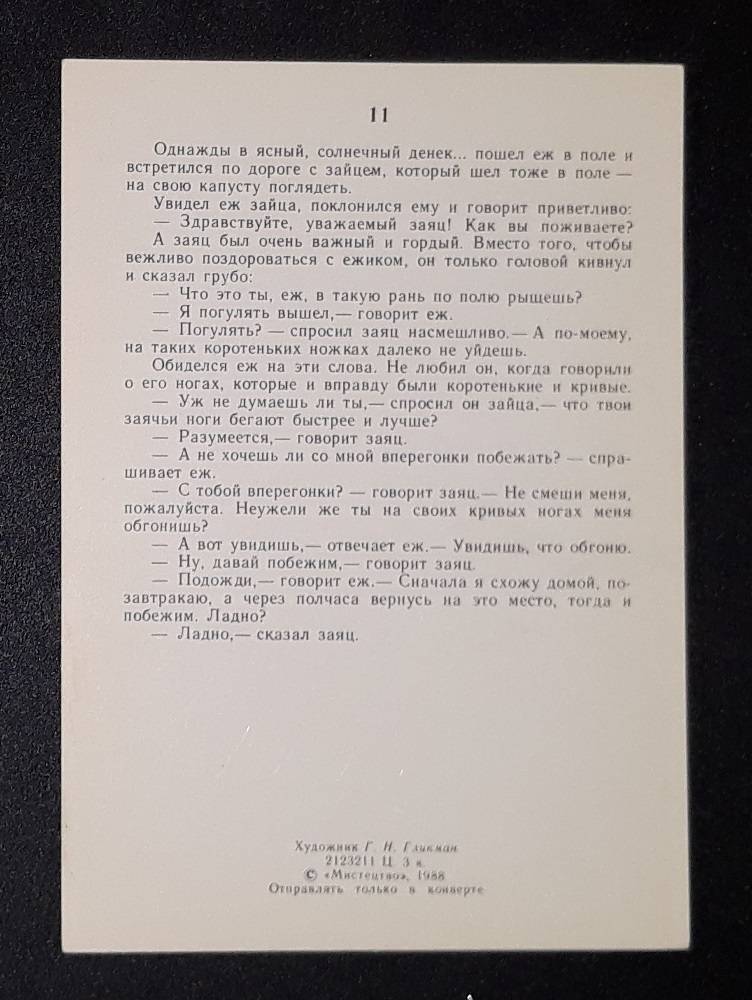 11
Однажды в ясный, солнечный денек... пошел еж в поле и
встретился по дороге с зайцем, который шел тоже в поле —
на свою капусту поглядеть.
Увидел еж зайца, поклонился ему и говорит приветливо:
— Здравствуйте, уважаемый заяц! Как вы поживаете?
А заяц был очень важный и гордый. Вместо того, чтобы
вежливо поздороваться с ежиком, он только головой кивнул
и сказал грубо:
— Что это ты, еж, в такую рань по полю рыщешь?
— Я погулять вышел,— говорит еж.
— Погулять? — спросил заяц насмешливо.— А по-моему,
на таких коротеньких ножках далеко не уйдешь.
Обиделся еж на эти слова. Не любил он, когда говорили
о его ногах, которые и вправду были коротенькие и кривые.
— Уж не думаешь ли ты,— спросил он зайца,— что твои
заячьи ноги бегают быстрее и лучше?
— Разумеется,— говорит заяц.
— А не хочешь ли со мной вперегонки побежать? — спра-
шивает еж.
— С тобой вперегонки? — говорит заяц.— Не смеши меня,
пожалуйста. Неужели же ты на своих кривых ногах меня
обгонишь?
— А вот увидишь,— отвечает еж.— Увидишь, что обгоню.
— Ну, давай побежим,— говорит заяц.
— Подожди,— говорит еж.— Сначала я схожу домой, по-
завтракаю, а через полчаса вернусь на это место, тогда и
побежим. Ладно?
— Ладно,— сказал заяц.
Художник Г. Н. Гликман
2123211 Ц. 3 к.
© «Мистецтво», 1988
Отправлять только в конверте